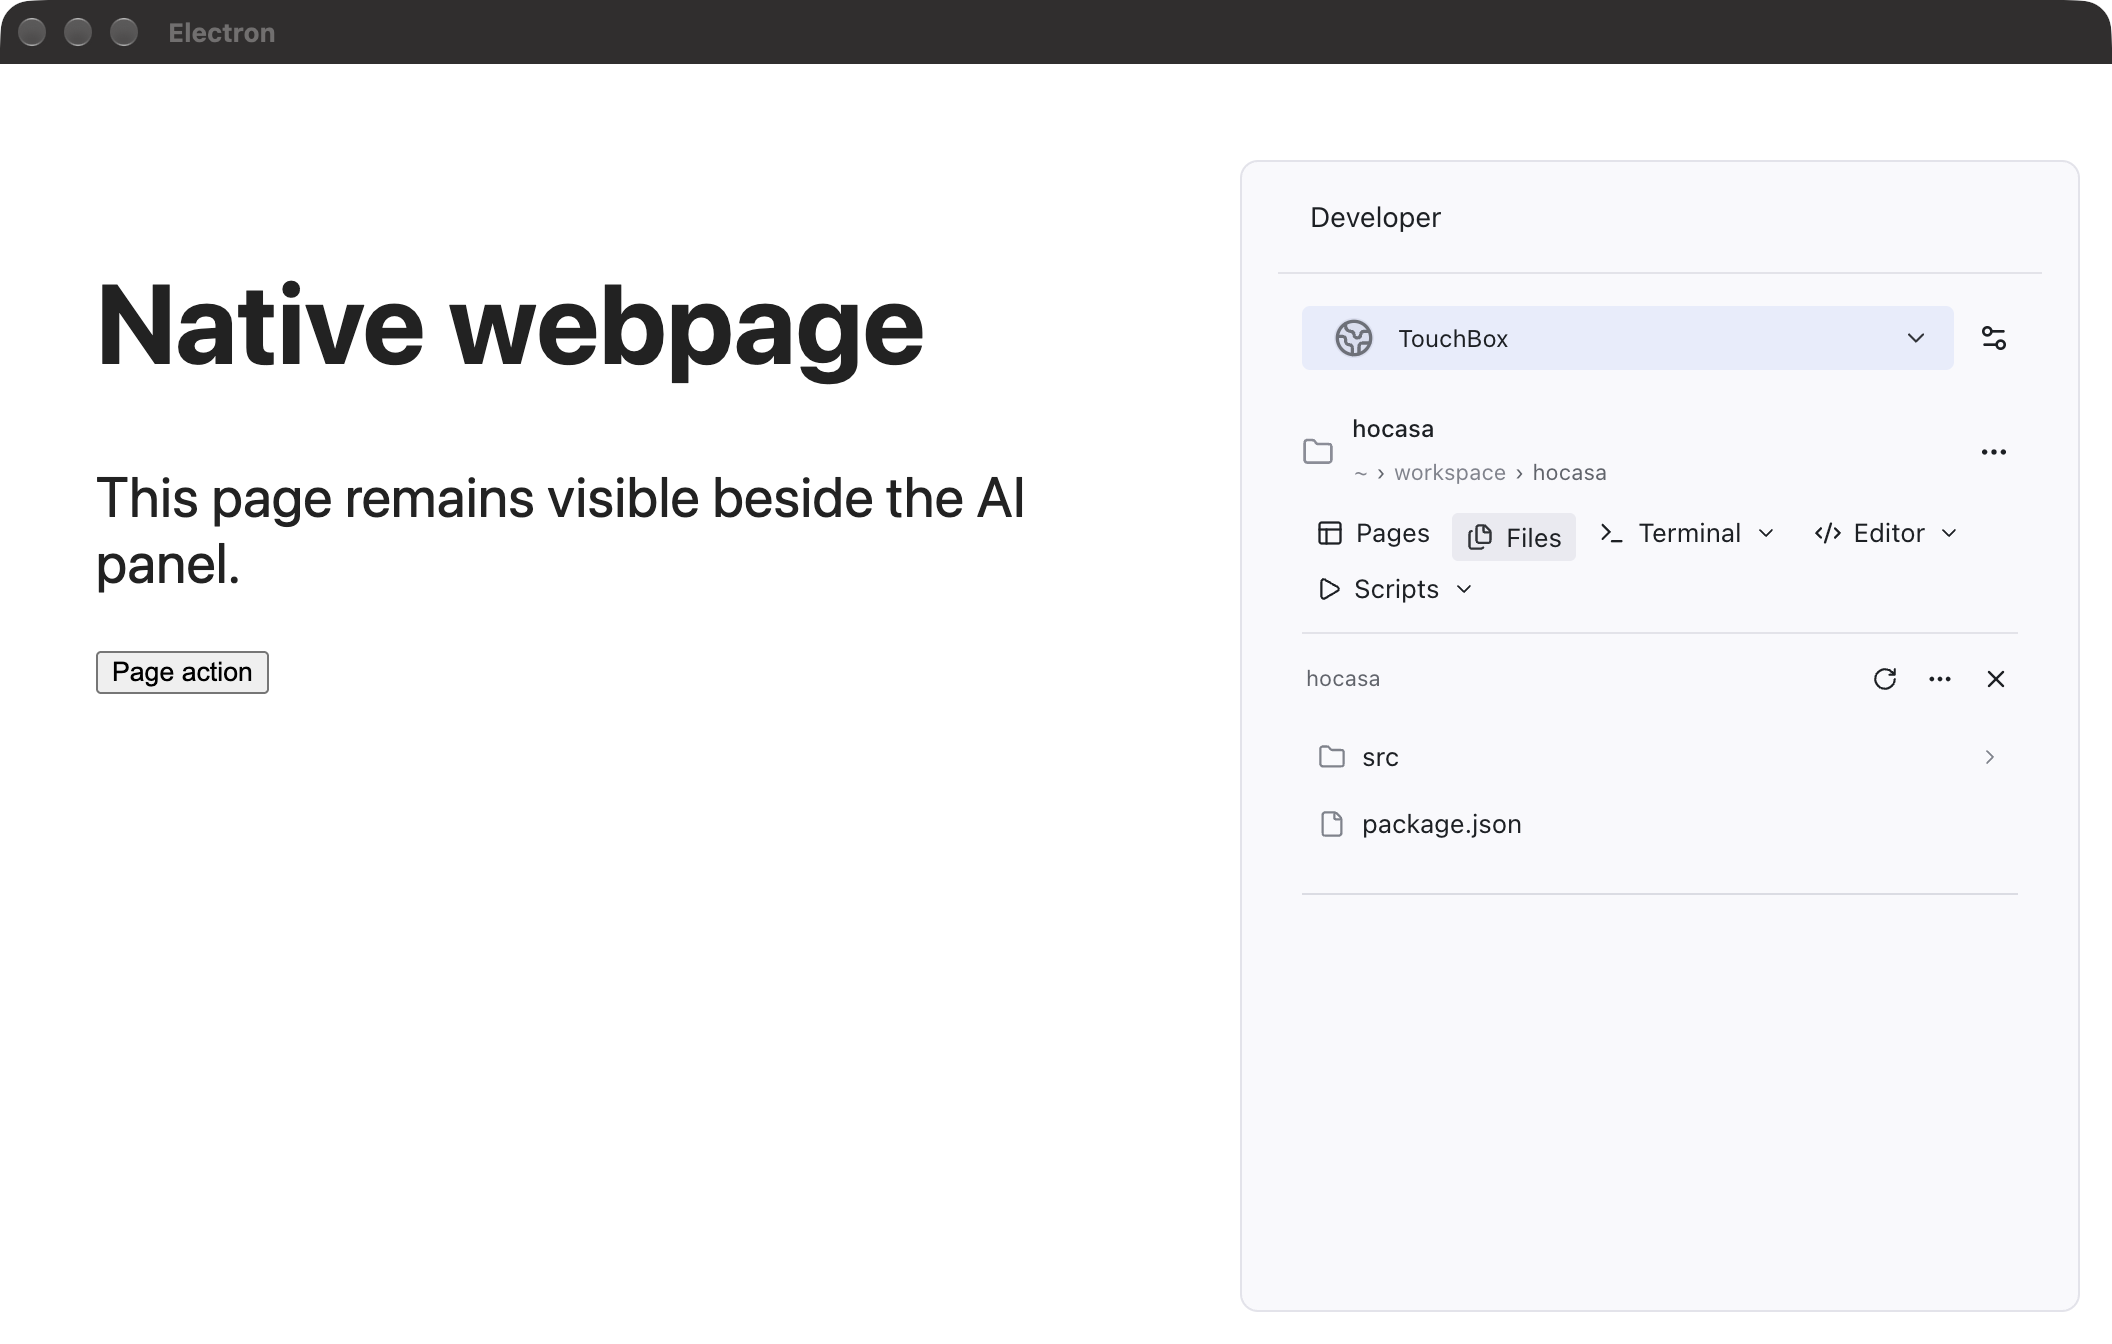 Electron
Native webpage
This page remains visible beside the AI
panel.
Page action
Developer
TouchBox
hocasa
~ › workspace › hocasa
Pages Files Terminal Editor
Scripts
hocasa
src
package.json